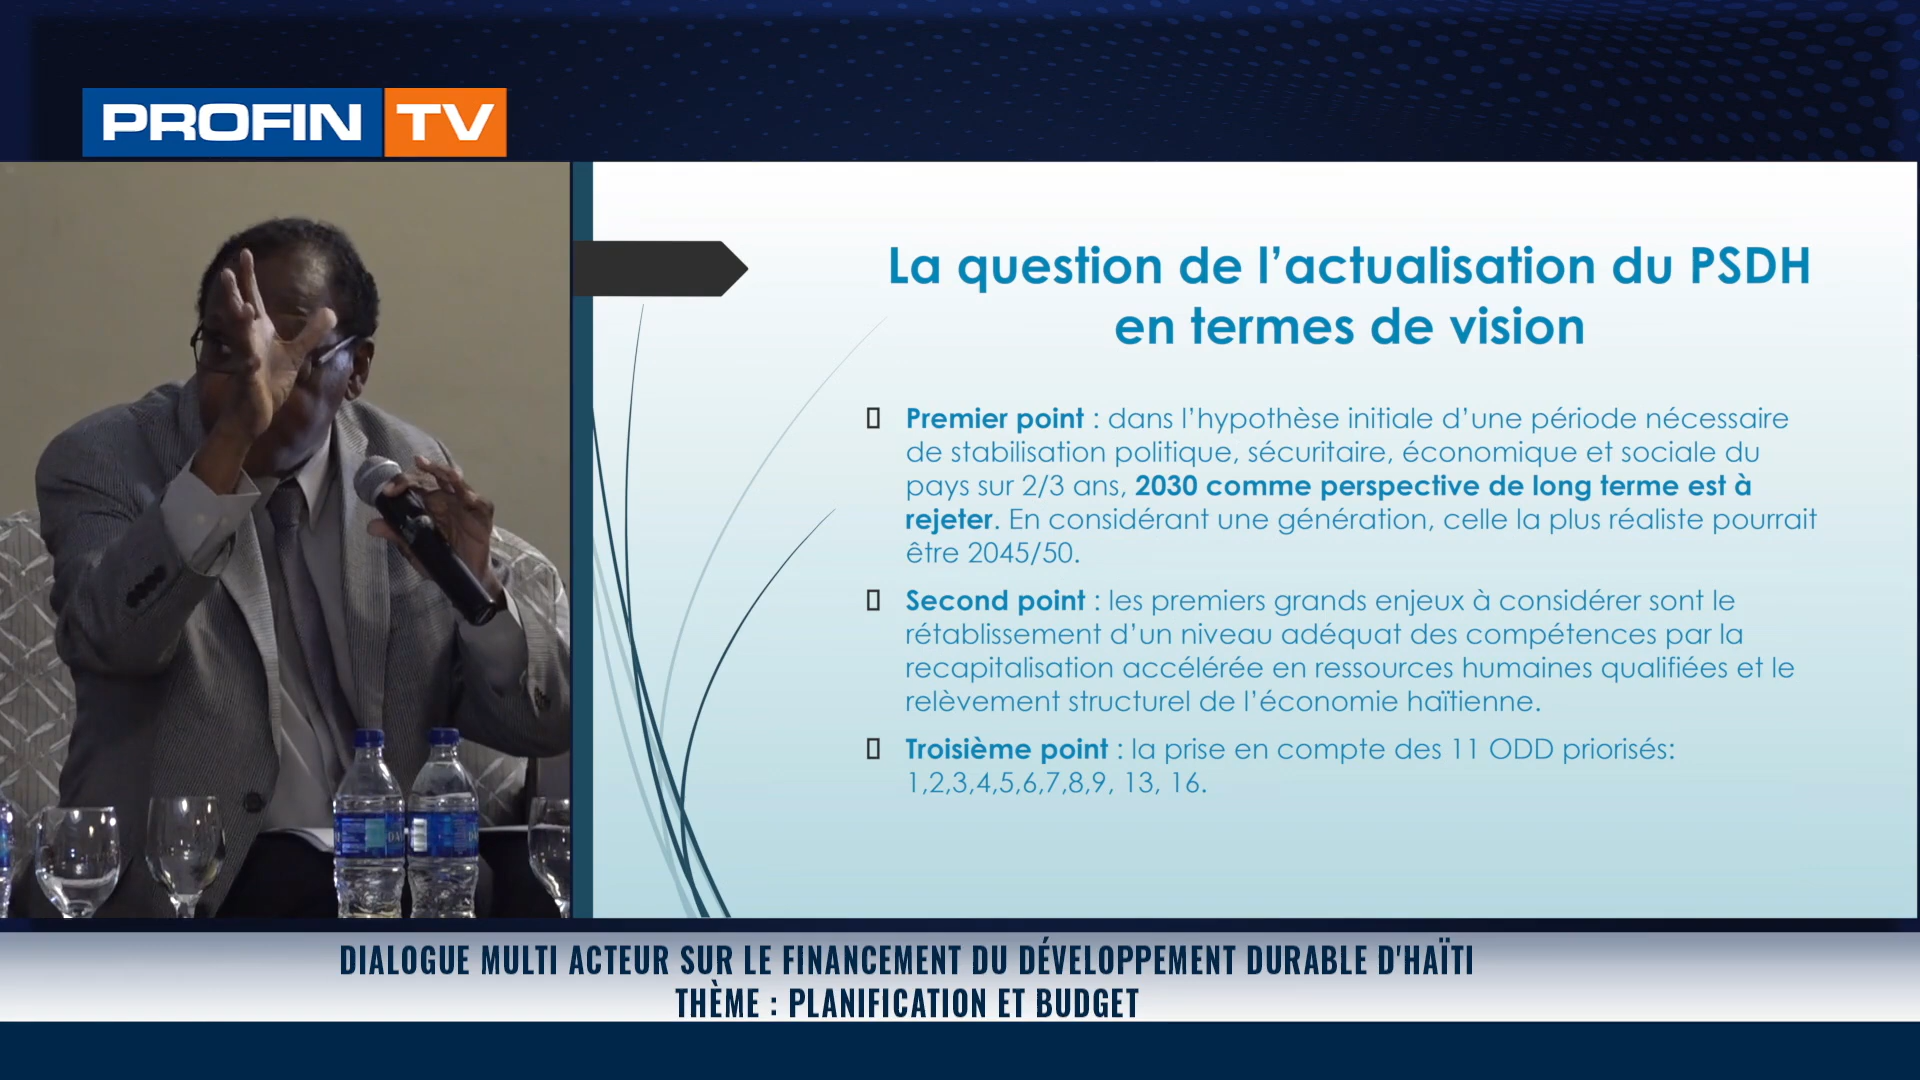 PROFIN TV
La question de l’actualisation du PSDH
en termes de vision
Premier point : dans l’hypothèse initiale d’une période nécessaire
de stabilisation politique, sécuritaire, économique et sociale du
pays sur 2/3 ans, 2030 comme perspective de long terme est à
rejeter. En considérant une génération, celle la plus réaliste pourrait
être 2045/50.
Second point : les premiers grands enjeux à considérer sont le
rétablissement d’un niveau adéquat des compétences par la
recapitalisation accélérée en ressources humaines qualifiées et le
relèvement structurel de l’économie haïtienne.
Troisième point : la prise en compte des 11 ODD priorisés:
1,2,3,4,5,6,7,8,9, 13, 16.
DIALOGUE MULTI ACTEUR SUR LE FINANCEMENT DU DÉVELOPPEMENT DURABLE D'HAÏTI
THÈME : PLANIFICATION ET BUDGET